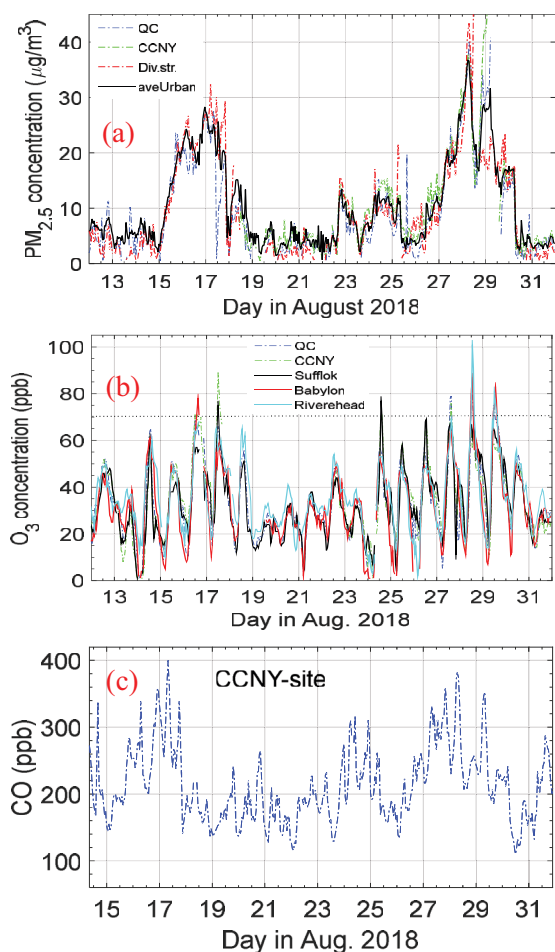 QC
CCNY
Div.str.
aveUrban
(a)
PM2.5 concentration (μg/m3)
45
40
30
20
10
0
13 15 17 19 21 23 25 27 29 31
Day in August 2018
QC
CCNY
Sufflok
Babylon
Riverehead
(b)
O3 concentration (ppb)
100
80
60
40
20
0
13 15 17 19 21 23 25 27 29 31
Day in Aug. 2018
(c)
CCNY-site
CO (ppb)
400
300
200
100
15 17 19 21 23 25 27 29 31
Day in Aug. 2018